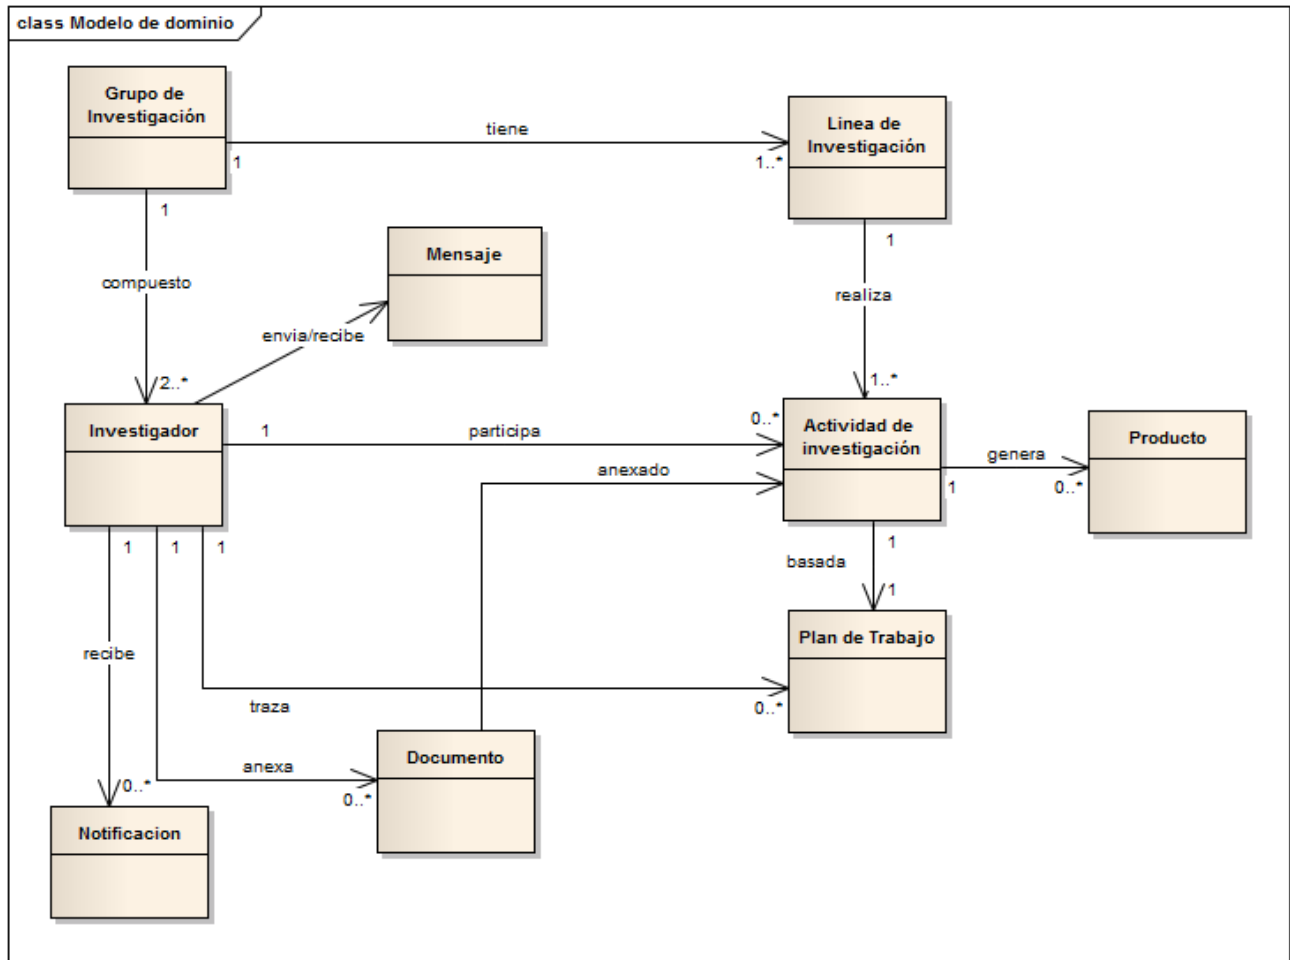 class Modelo de dominio
Grupo de
Investigación
1
tiene
1..*
Linea de
Investigación
1
compuesto
2..*
Mensaje
envia/recibe
1
realiza
1..*
Investigador
1
participa
0..*
Actividad de
investigación
anexado
1
genera
0..*
Producto
1
basada
1
Plan de Trabajo
1
1
1
recibe
0..*
traza
0..*
anexa
0..*
Documento
Notificacion